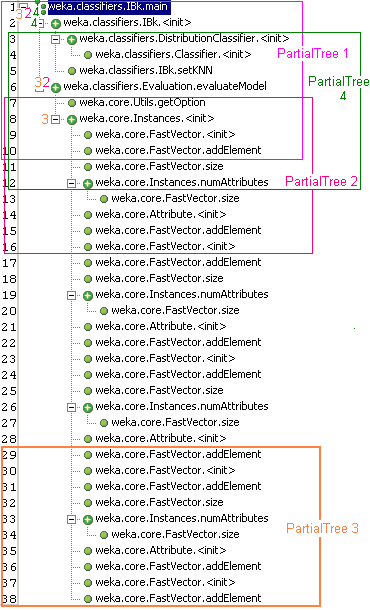 1 weka.classifiers.IBk.main
2 weka.classifiers.IBk.<init>
3 weka.classifiers.DistributionClassifier.<init>
PartialTree 1
4 weka.classifiers.Classifier.<init>
PartialTree
4
5 weka.classifiers.IBk.setKNN
3 2
6 weka.classifiers.Evaluation.evaluateModel
7 weka.core.Utils.getOption
8 3 weka.core.Instances.<init>
9 weka.core.FastVector.<init>
10 weka.core.FastVector.addElement
11 weka.core.FastVector.size
12 weka.core.Instances.numAttributes
PartialTree 2
13 weka.core.FastVector.size
14 weka.core.Attribute.<init>
15 weka.core.FastVector.addElement
16 weka.core.FastVector.<init>
17 weka.core.FastVector.addElement
18 weka.core.FastVector.size
19 weka.core.Instances.numAttributes
20 weka.core.FastVector.size
21 weka.core.Attribute.<init>
22 weka.core.FastVector.addElement
23 weka.core.FastVector.<init>
24 weka.core.FastVector.addElement
25 weka.core.FastVector.size
26 weka.core.Instances.numAttributes
27 weka.core.FastVector.size
28 weka.core.Attribute.<init>
29 weka.core.FastVector.addElement
30 weka.core.FastVector.<init>
31 weka.core.FastVector.addElement
32 weka.core.FastVector.size
33 weka.core.Instances.numAttributes
PartialTree 3
34 weka.core.FastVector.size
35 weka.core.Attribute.<init>
36 weka.core.FastVector.addElement
37 weka.core.FastVector.<init>
38 weka.core.FastVector.addElement